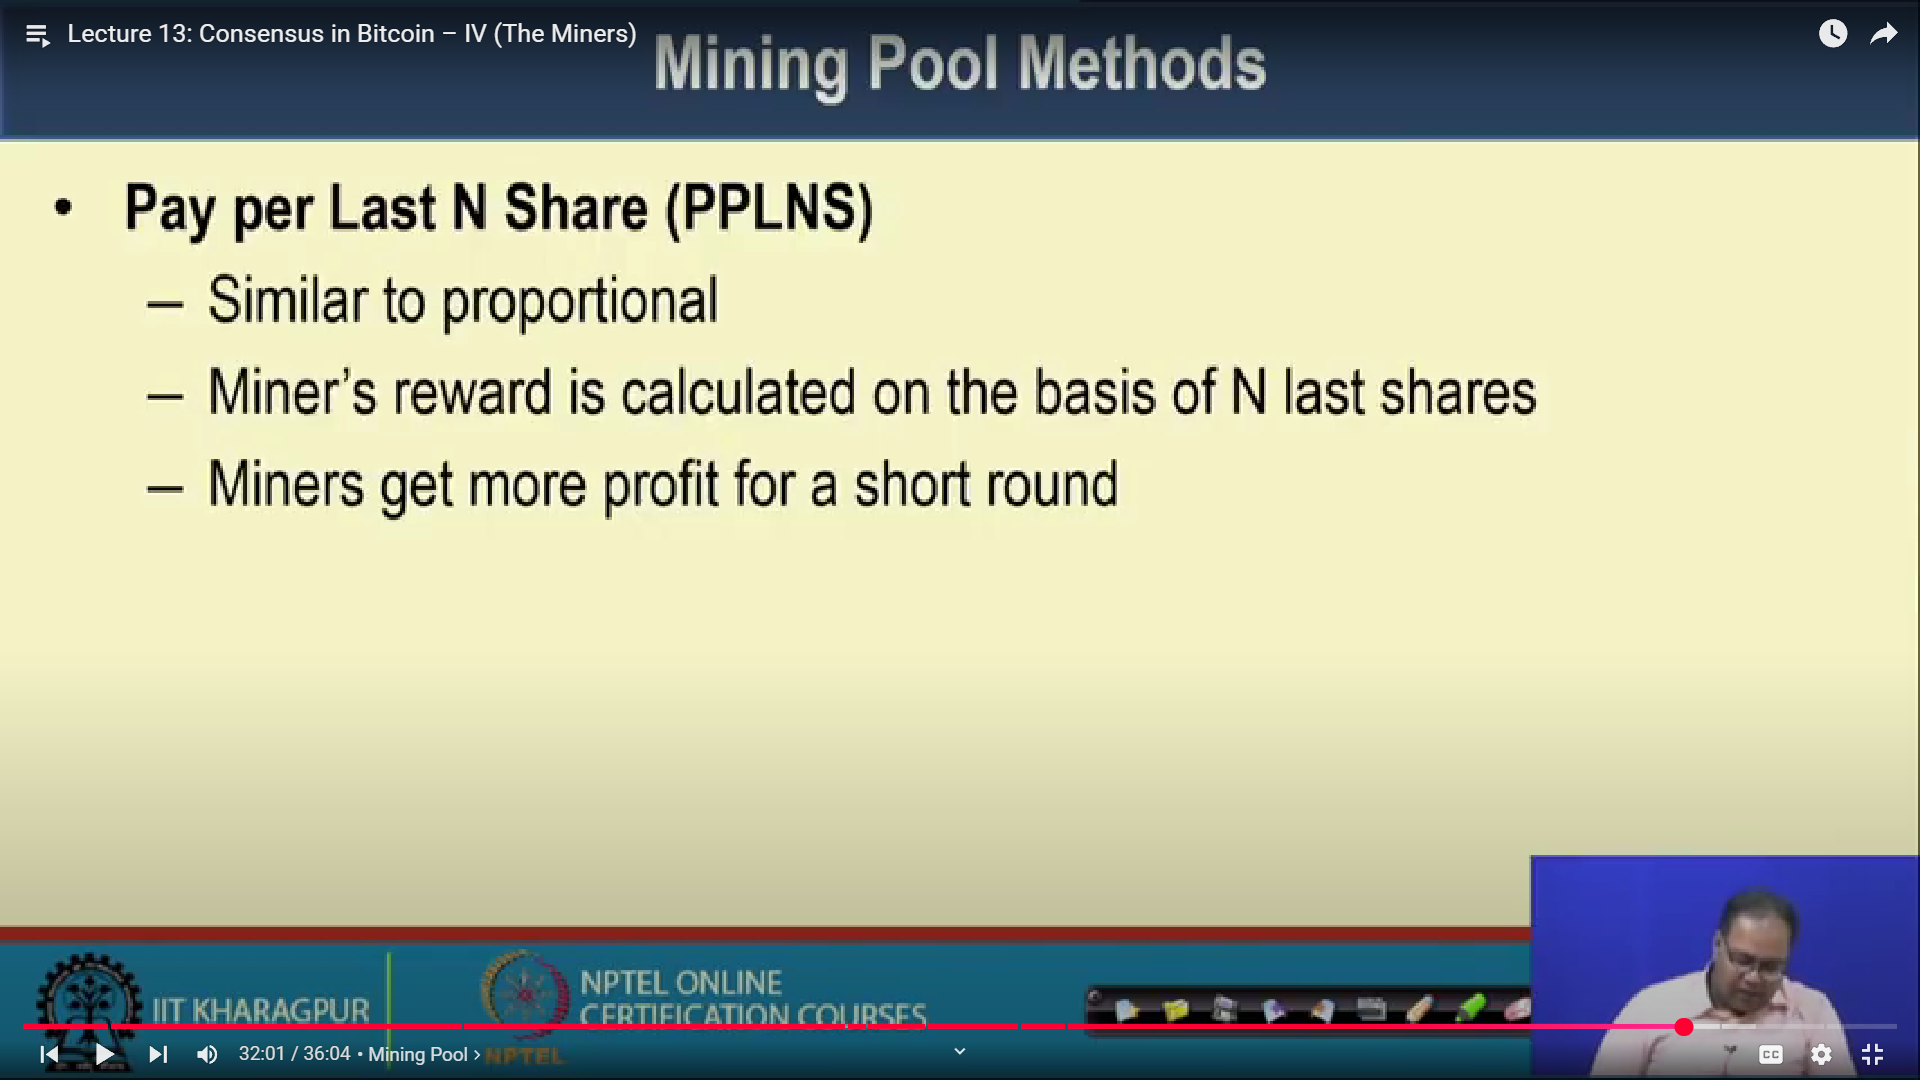 Lecture 13: Consensus in Bitcoin – IV (The Miners)
Mining Pool Methods
• Pay per Last N Share (PPLNS)
– Similar to proportional
– Miner's reward is calculated on the basis of N last shares
– Miners get more profit for a short round
IIT KHARAGPUR
NPTEL ONLINE
CERTIFICATION COURSES
NPTEL
32:01 / 36:04 • Mining Pool ›
CC